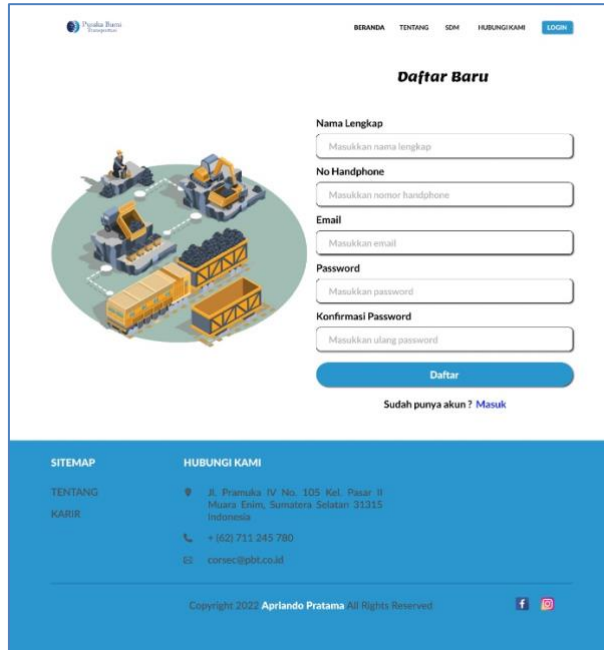 Pusaka Bumi
Transportasi
BERANDA TENTANG SDM HUBUNGI KAMI LOGIN
Daftar Baru
Nama Lengkap
Masukkan nama lengkap
No Handphone
Masukkan nomor handphone
Email
Masukkan email
Password
Masukkan password
Konfirmasi Password
Masukkan ulang password
Daftar
Sudah punya akun ? Masuk
SITEMAP
TENTANG
KARIR
HUBUNGI KAMI
Jl. Pramuka IV No. 105 Kel. Pasar II
Muara Enim, Sumatera Selatan 31315
Indonesia
+ (62) 711 245 780
corsec@pbt.co.id
Copyright 2022 Aprlando Pratama All Rights Reserved